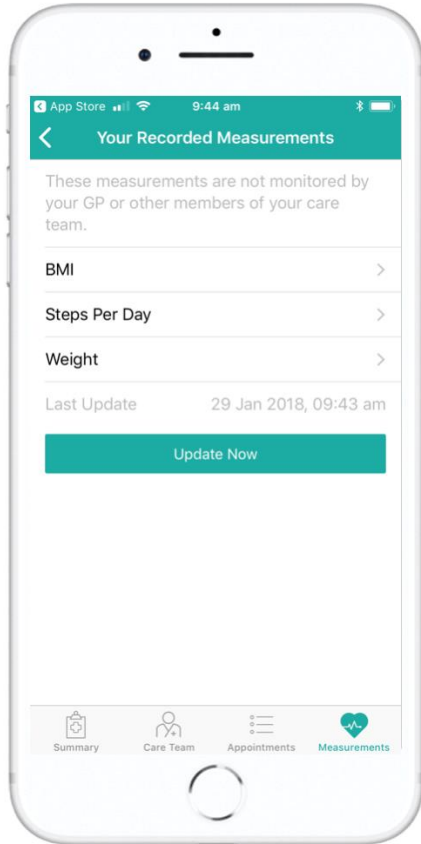 App Store 9:44 am
Your Recorded Measurements
These measurements are not monitored by
your GP or other members of your care
team.
BMI
Steps Per Day
Weight
Last Update 29 Jan 2018, 09:43 am
Update Now
Summary Care Team Appointments Measurements